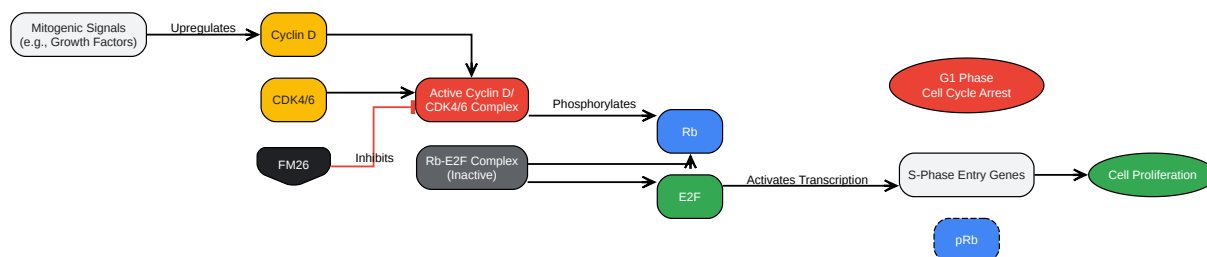 Mitogenic Signals
(e.g., Growth Factors)
Upregulates
Cyclin D
CDK4/6
FM26
Inhibits
Active Cyclin D/
CDK4/6 Complex
Phosphorylates
Rb-E2F Complex
(Inactive)
Rb
E2F
Activates Transcription
G1 Phase
Cell Cycle Arrest
S-Phase Entry Genes
Cell Proliferation
pRb